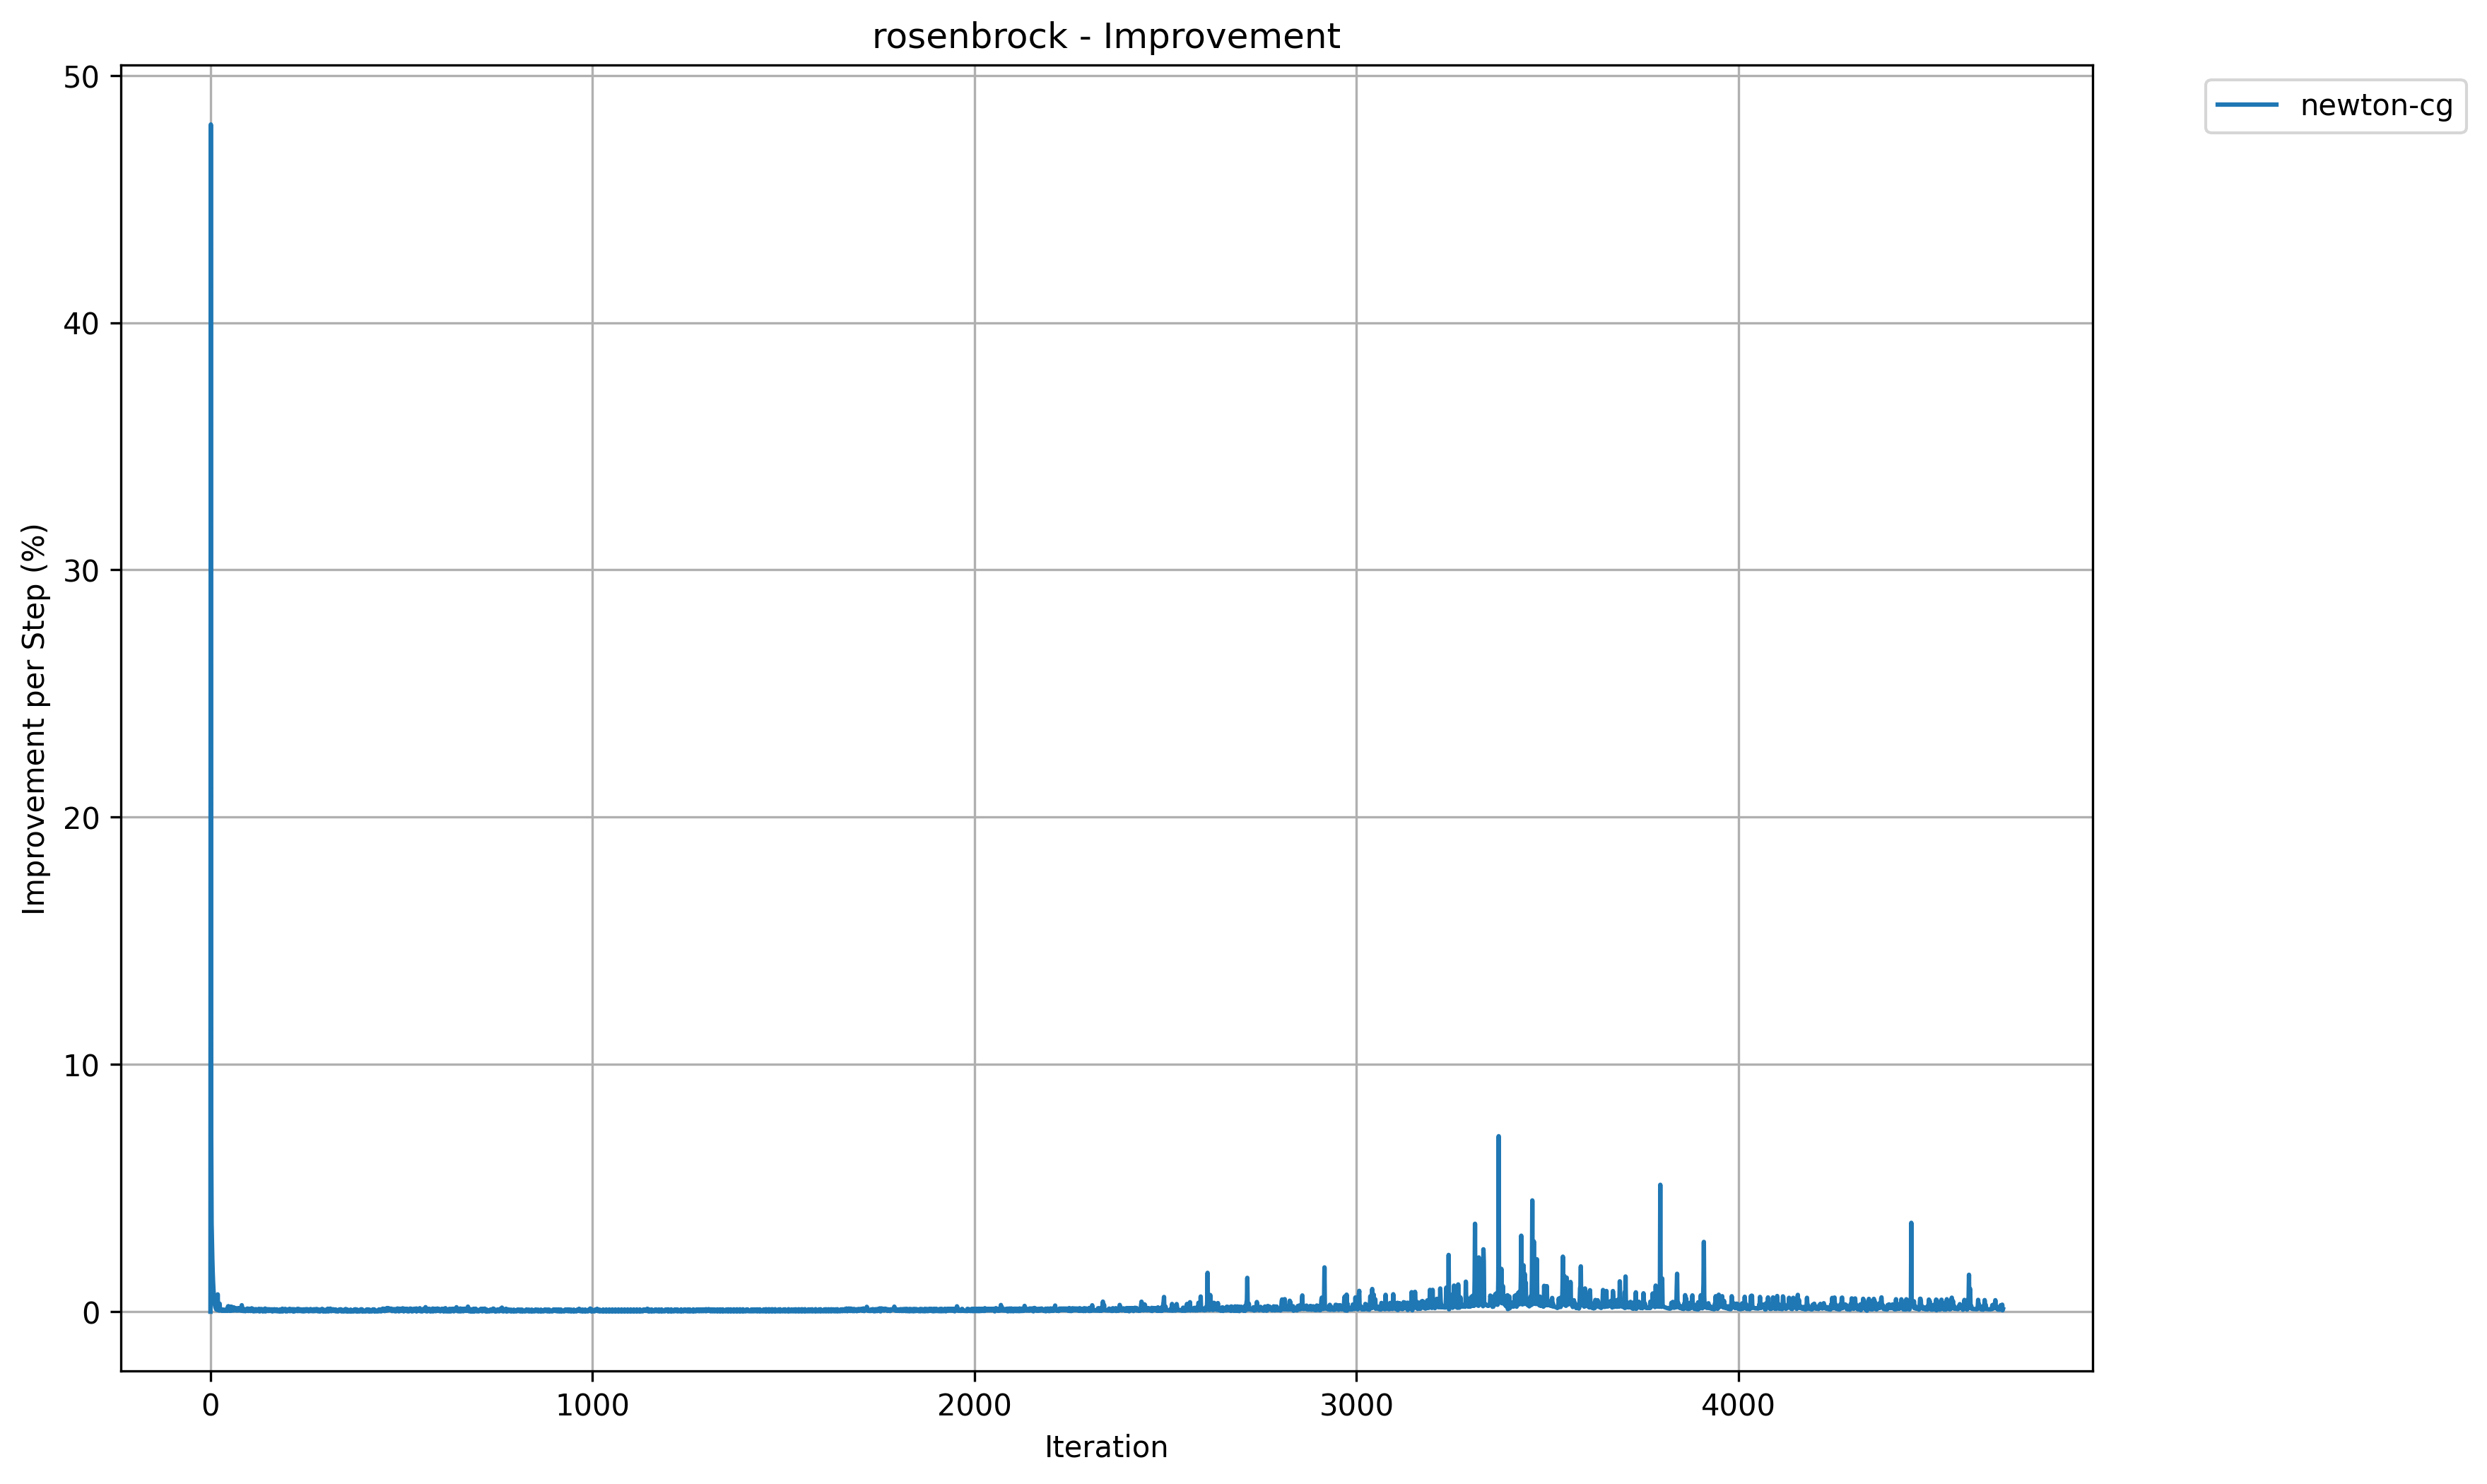 rosenbrock - Improvement
newton-cg
Improvement per Step (%)
50
40
30
20
10
0
0 1000 2000 3000 4000
Iteration